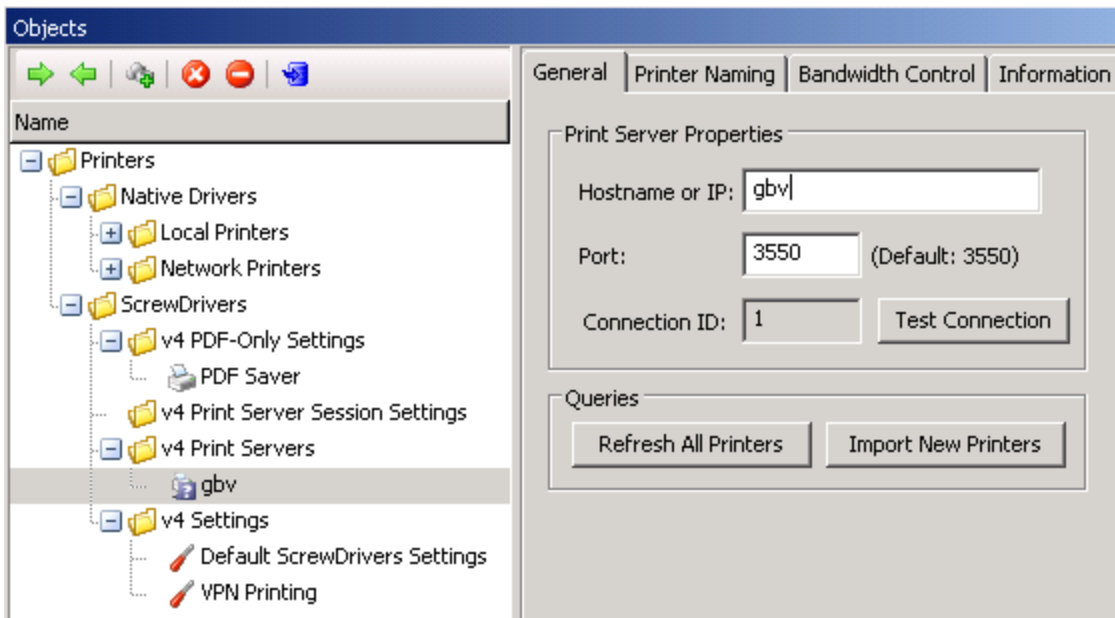 Objects
Name
Printers
Native Drivers
Local Printers
Network Printers
ScrewDrivers
v4 PDF-Only Settings
PDF Saver
v4 Print Server Session Settings
v4 Print Servers
gbv
v4 Settings
Default ScrewDrivers Settings
VPN Printing
General Printer Naming Bandwidth Control Information
Print Server Properties
Hostname or IP: gbv
Port: 3550 (Default: 3550)
Connection ID: 1 Test Connection
Queries
Refresh All Printers Import New Printers